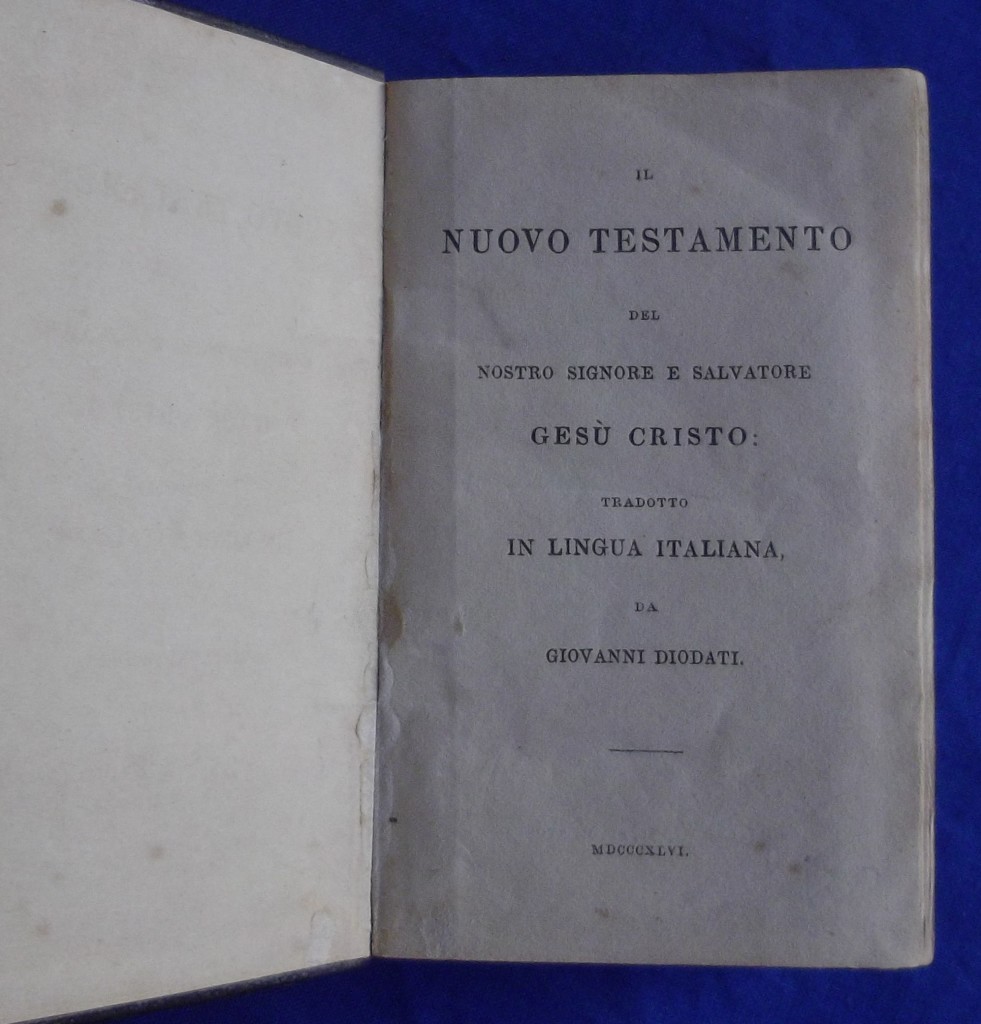 IL
NUOVO TESTAMENTO
DEL
NOSTRO SIGNORE E SALVATORE
GESÙ CRISTO:
TRADOTTO
IN LINGUA ITALIANA,
DA
GIOVANNI DIODATI.
MDCCCXLVI.